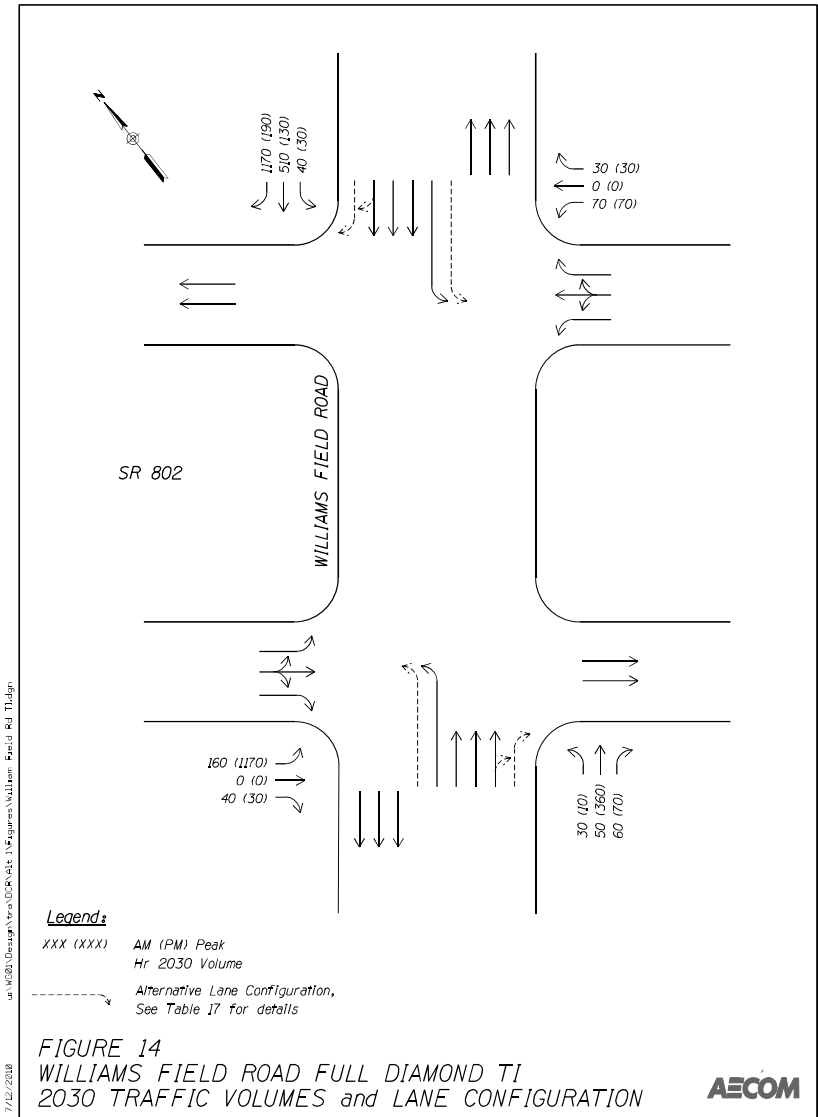 N
1170 (190)
510 (130)
40 (30)
30 (30)
0 (0)
70 (70)
SR 802
WILLIAMS FIELD ROAD
160 (1170)
0 (0)
40 (30)
30 (10)
50 (360)
60 (70)
Legend:
XXX (XXX) AM (PM) Peak
Hr 2030 Volume
Alternative Lane Configuration,
See Table 17 for details
FIGURE 14
WILLIAMS FIELD ROAD FULL DIAMOND TI
2030 TRAFFIC VOLUMES and LANE CONFIGURATION
AECOM
7/12/2010